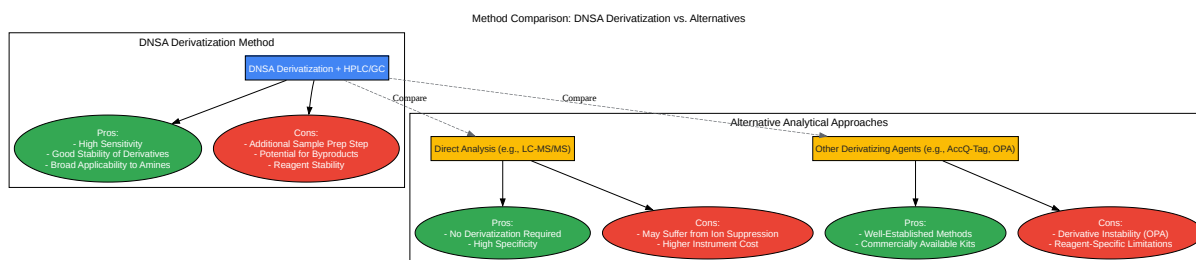 Method Comparison: DNSA Derivatization vs. Alternatives
DNSA Derivatization Method
DNSA Derivatization + HPLC/GC
Compare
Compare
Pros:
- High Sensitivity
- Good Stability of Derivatives
- Broad Applicability to Amines
Cons:
- Additional Sample Prep Step
- Potential for Byproducts
- Reagent Stability
Alternative Analytical Approaches
Direct Analysis (e.g., LC-MS/MS)
Other Derivatizing Agents (e.g., AccQ-Tag, OPA)
Pros:
- No Derivatization Required
- High Specificity
Cons:
- May Suffer from Ion Suppression
- Higher Instrument Cost
Pros:
- Well-Established Methods
- Commercially Available Kits
Cons:
- Derivative Instability (OPA)
- Reagent-Specific Limitations